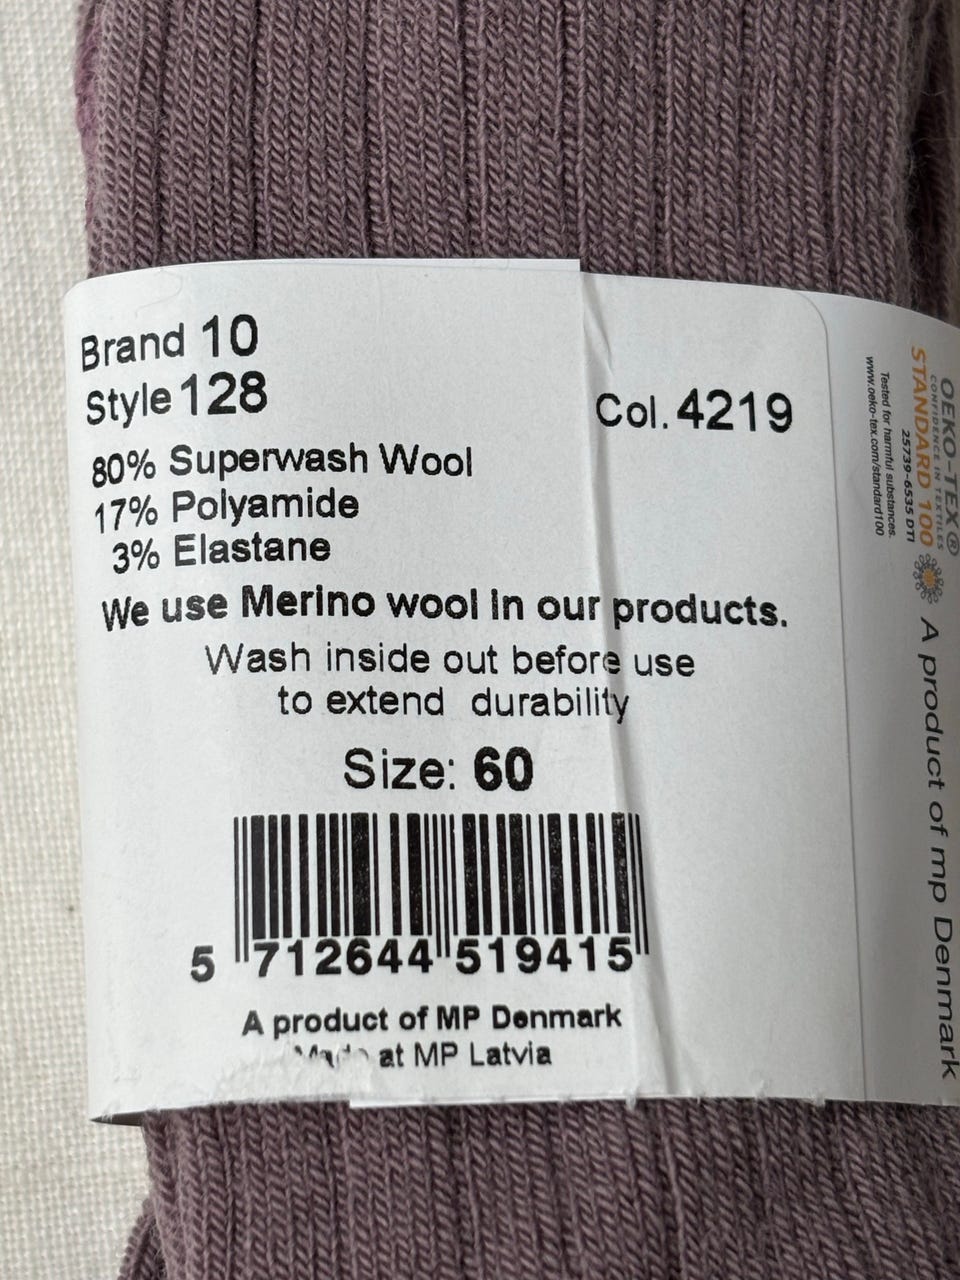 Brand 10
Style 128
Col. 4219
80% Superwash Wool
17% Polyamide
3% Elastane
We use Merino wool in our products.
Wash inside out before use
to extend durability
Size: 60
5 712644 519415
A product of MP Denmark
Made at MP Latvia
OEKO-TEX®
CONFIDENCE IN TEXTILES
STANDARD 100
25739-6535 DTI
Tested for harmful substances.
www.oeko-tex.com/standard100
A product of mp Denmark